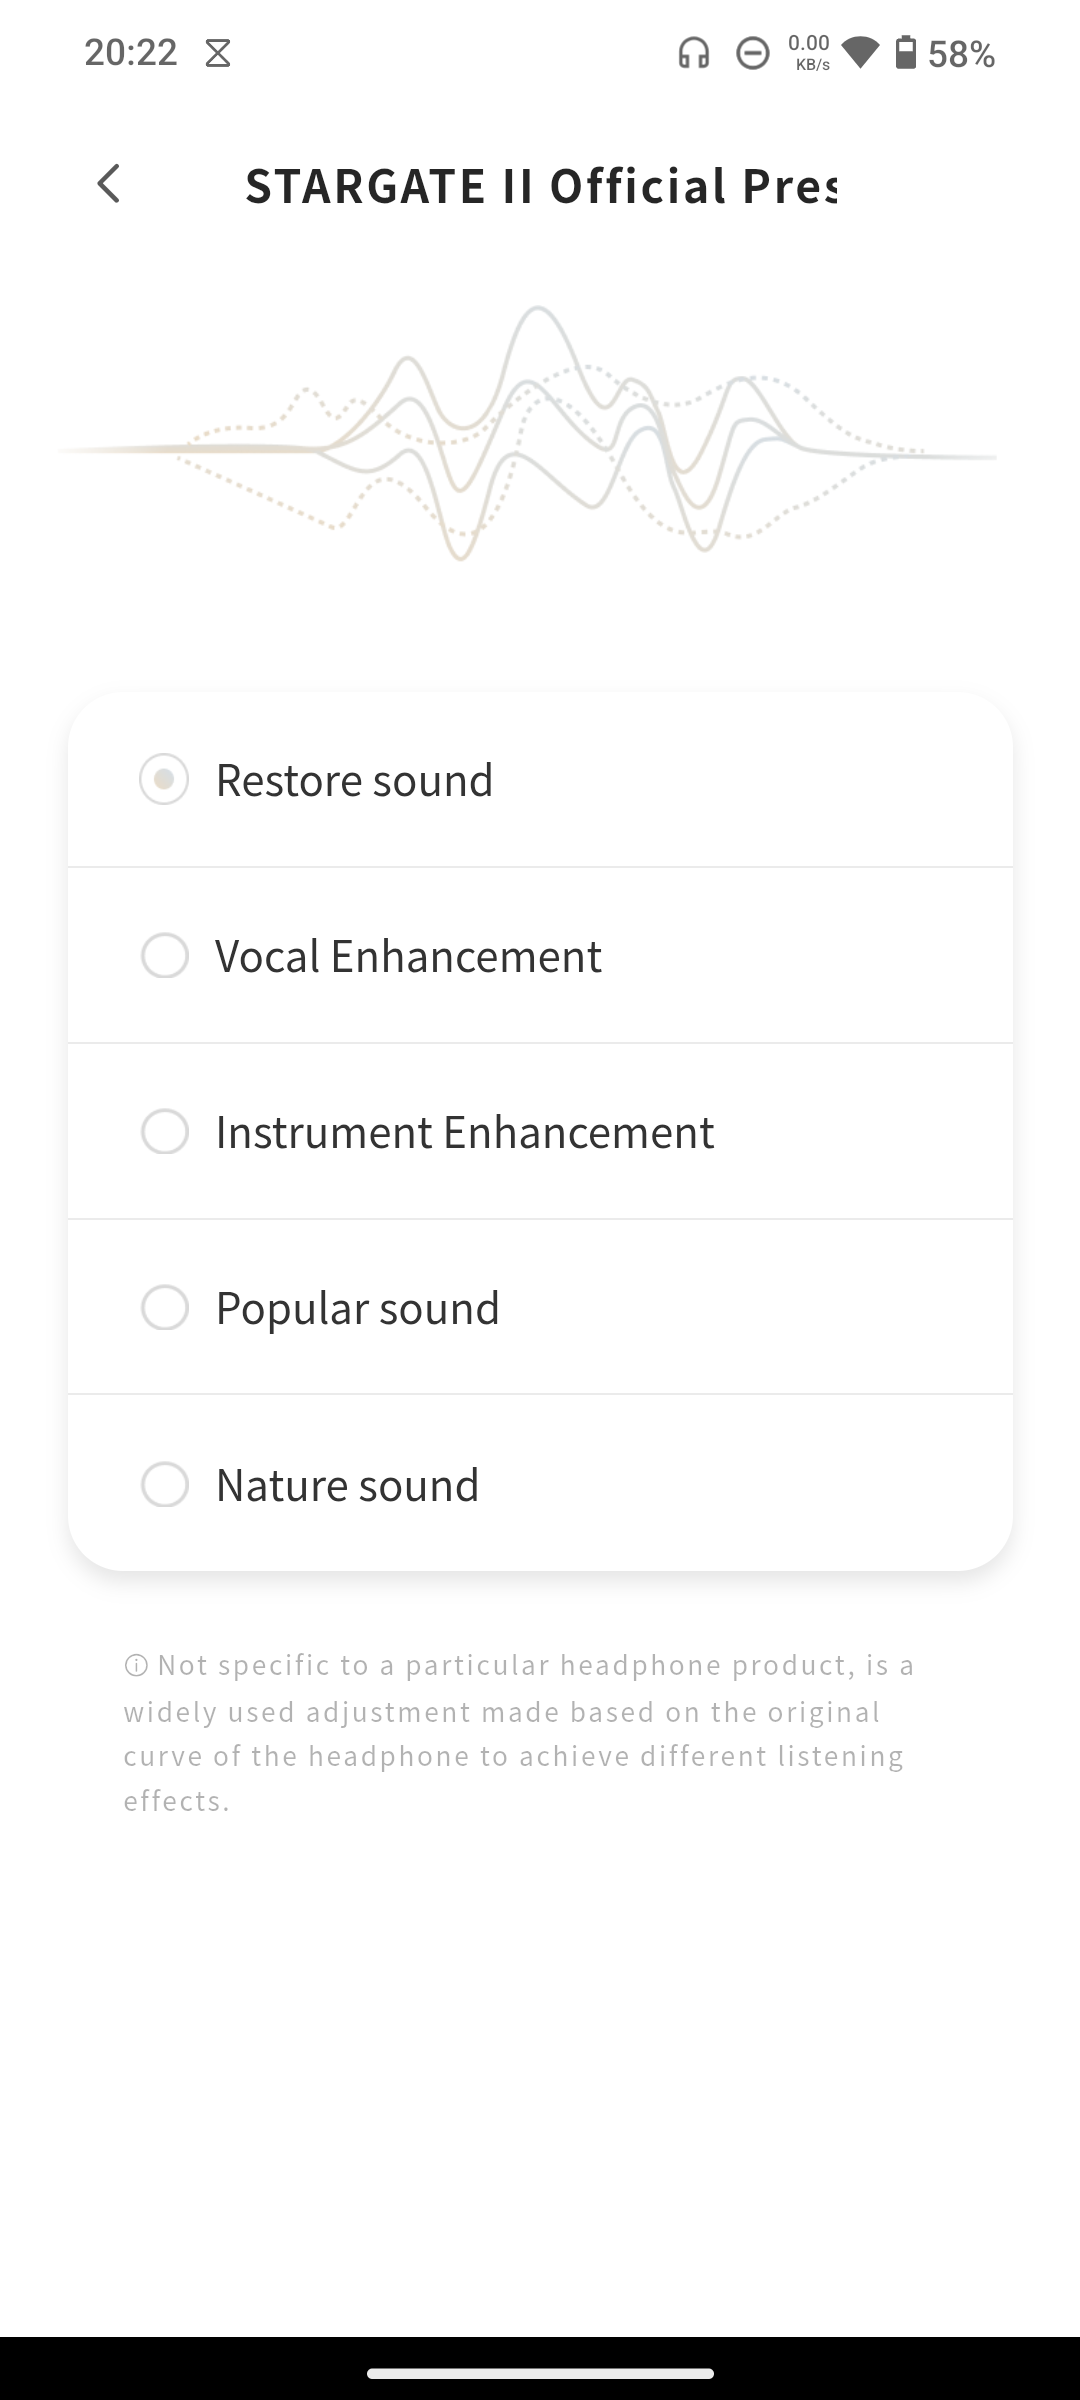 20:22
0.00
KB/s
58%
STARGATE II Official Pres
Restore sound
Vocal Enhancement
Instrument Enhancement
Popular sound
Nature sound
Not specific to a particular headphone product, is a
widely used adjustment made based on the original
curve of the headphone to achieve different listening
effects.